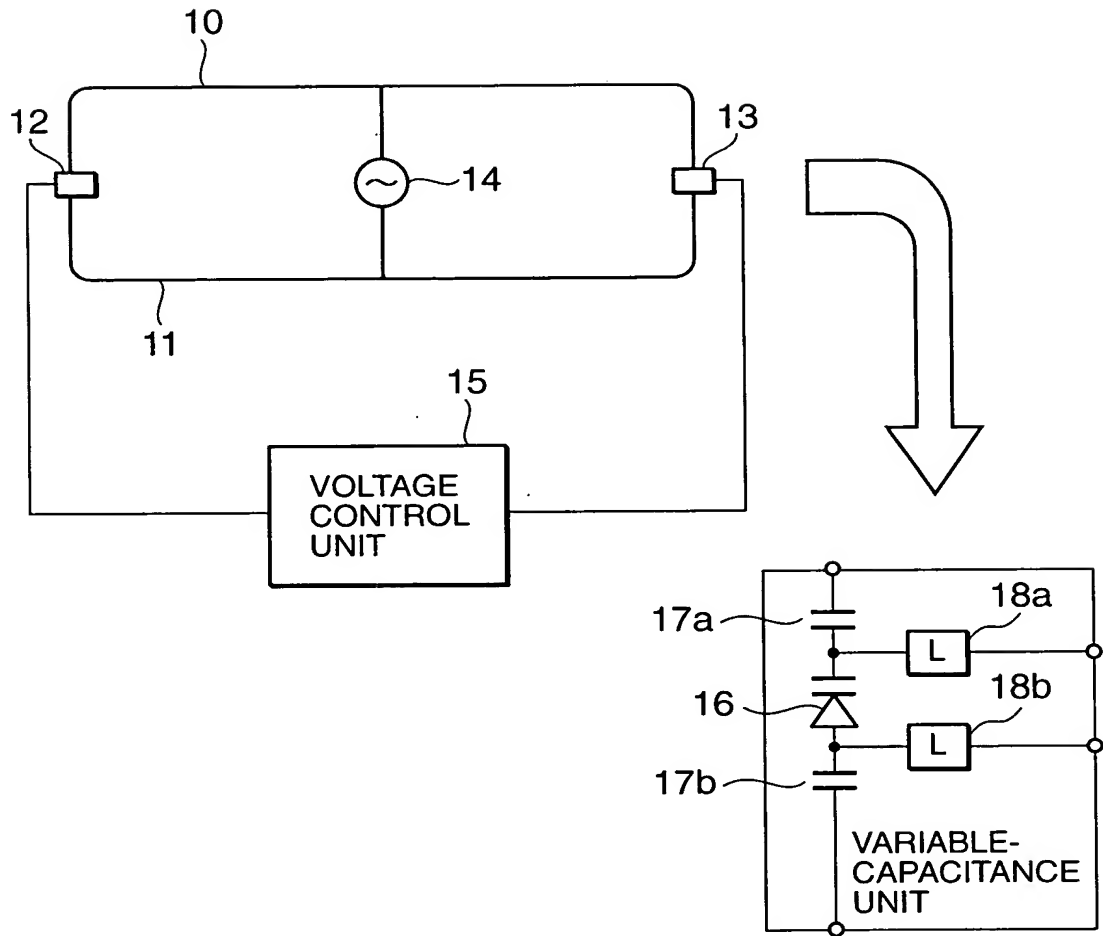 10
12
13
14
11
15
VOLTAGE
CONTROL
UNIT
17a
18a
L
16
18b
L
17b
VARIABLE-
CAPACITANCE
UNIT